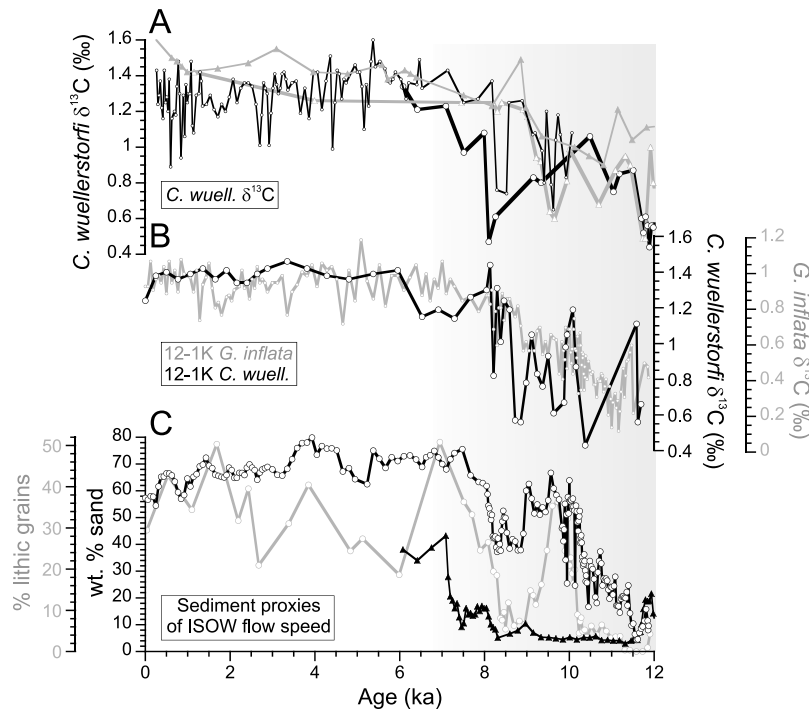 A
1.6
1.4
1.2
1
0.8
0.6
0.4
C. wuellerstorfi δ¹³C (‰)
C. wuell. δ¹³C
B
1.6
1.4
1.2
1
0.8
0.6
0.4
C. wuellerstorfi δ¹³C (‰)
1.2
1
0.8
0.6
0.4
0.2
0
G. inflata δ¹³C (‰)
12-1K G. inflata
12-1K C. wuell.
C
50
40
30
20
10
0
% lithic grains
80
70
60
50
40
30
20
10
0
wt. % sand
Sediment proxies
of ISOW flow speed
0 2 4 6 8 10 12
Age (ka)